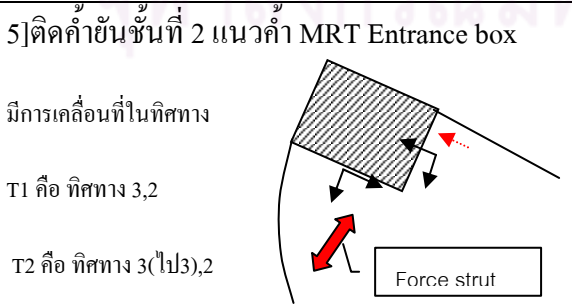 5]ติดค้ำยันชั้นที่ 2 แนวค้ำ MRT Entrance box
มีการเคลื่อนที่ในทิศทาง
T1 คือ ทิศทาง 3,2
T2 คือ ทิศทาง 3(ไป3),2
Force strut